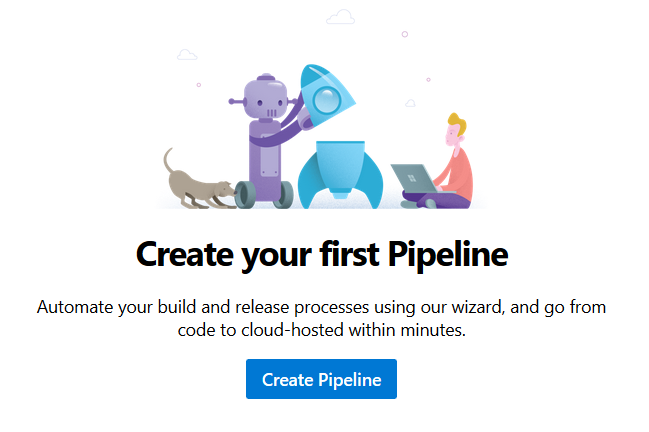 Create your first Pipeline
Automate your build and release processes using our wizard, and go from
code to cloud-hosted within minutes.
Create Pipeline